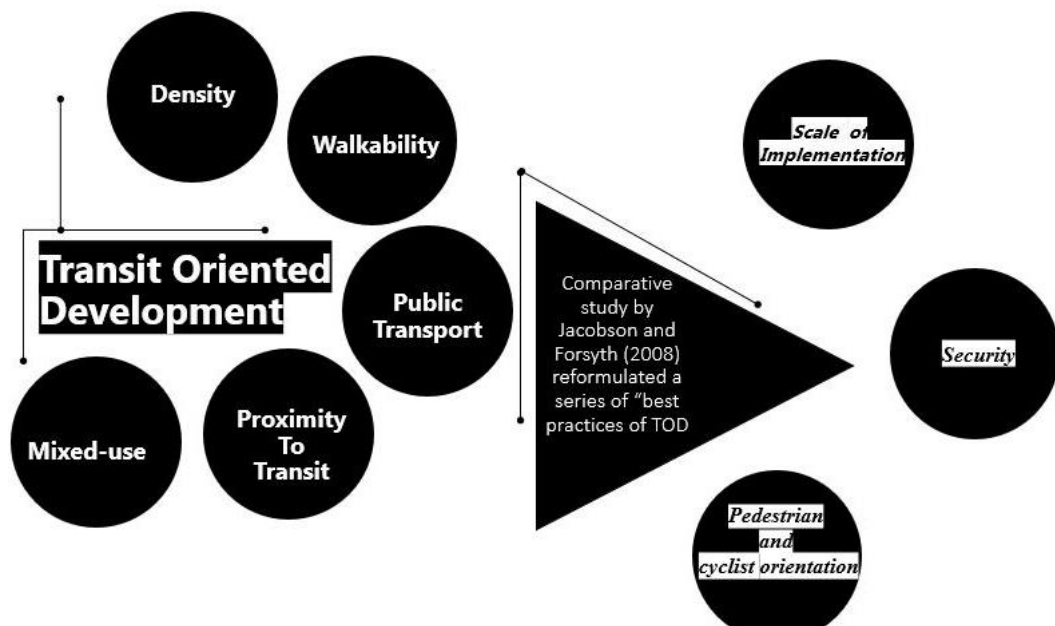 Density
Walkability
Transit Oriented
Development
Public
Transport
Mixed-use
Proximity
To
Transit
Comparative
study by
Jacobson and
Forsyth (2008)
reformulated a
series of “best
practices of TOD
Scale of
Implementation
Security
Pedestrian
and
cyclist orientation